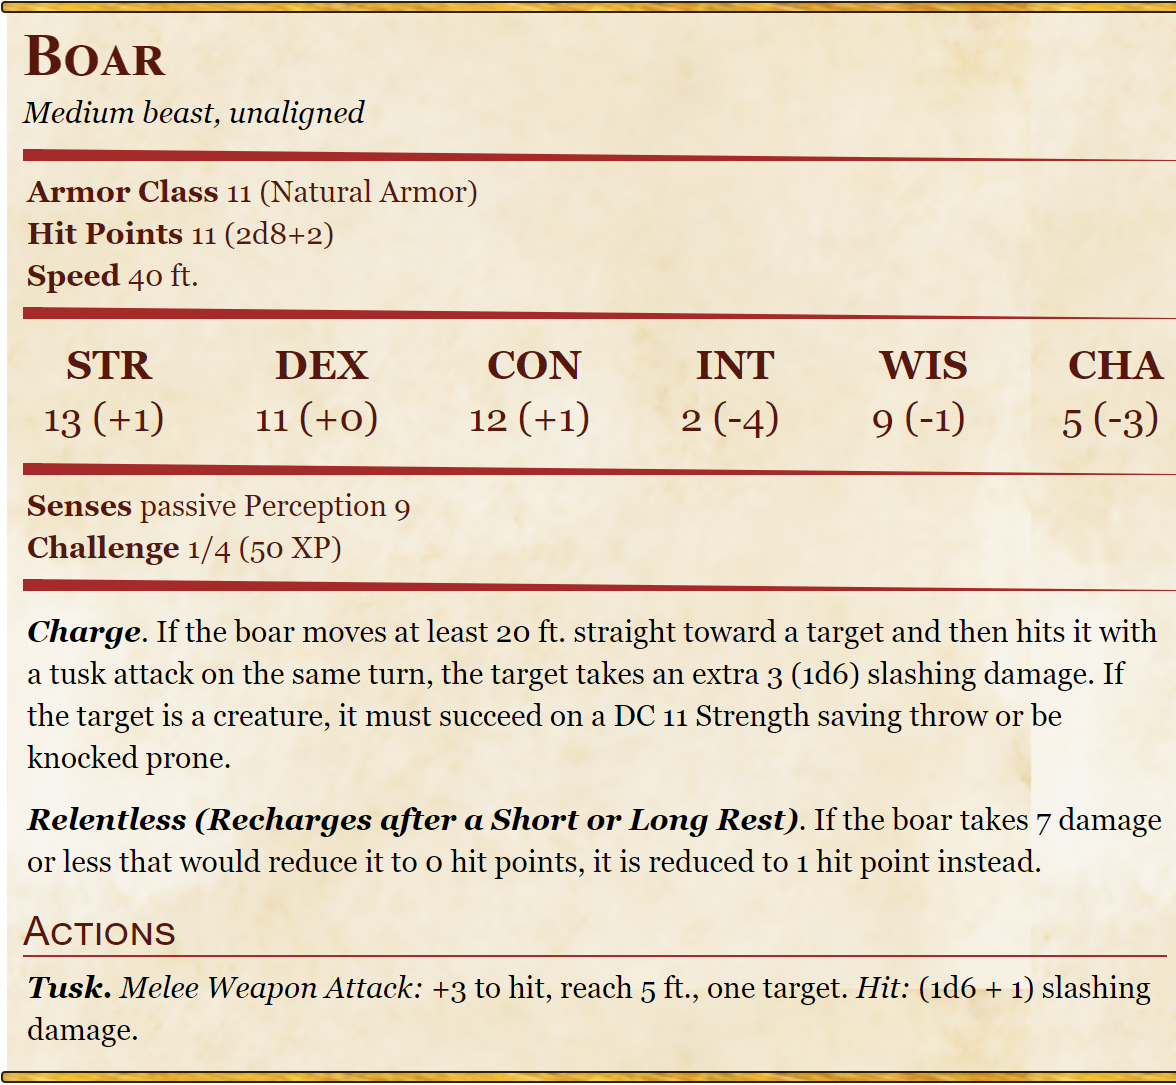 Boar
Medium beast, unaligned
Armor Class 11 (Natural Armor)
Hit Points 11 (2d8+2)
Speed 40 ft.
STR DEX CON INT WIS CHA
13 (+1) 11 (+0) 12 (+1) 2 (-4) 9 (-1) 5 (-3)
Senses passive Perception 9
Challenge 1/4 (50 XP)
Charge. If the boar moves at least 20 ft. straight toward a target and then hits it with
a tusk attack on the same turn, the target takes an extra 3 (1d6) slashing damage. If
the target is a creature, it must succeed on a DC 11 Strength saving throw or be
knocked prone.
Relentless (Recharges after a Short or Long Rest). If the boar takes 7 damage
or less that would reduce it to 0 hit points, it is reduced to 1 hit point instead.
Actions
Tusk. Melee Weapon Attack: +3 to hit, reach 5 ft., one target. Hit: (1d6 + 1) slashing
damage.